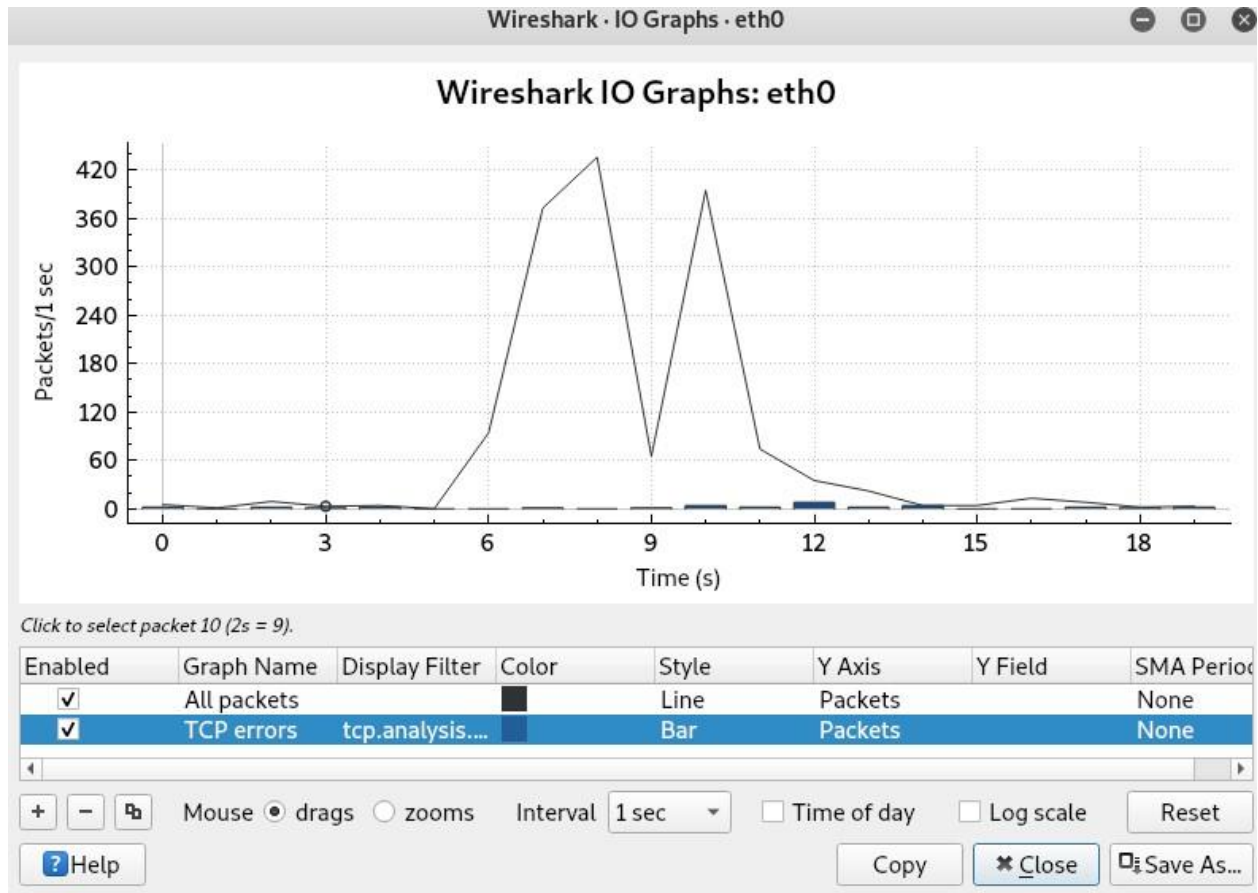 Wireshark · IO Graphs · eth0
Wireshark IO Graphs: eth0
Packets/1 sec
420
360
300
240
180
120
60
0
0 3 6 9 12 15 18
Time (s)
Click to select packet 10 (2s = 9).
Enabled Graph Name Display Filter Color Style Y Axis Y Field SMA Period
All packets Line Packets None
TCP errors tcp.analysis.... Bar Packets None
+ − Mouse drags zooms Interval 1 sec Time of day Log scale Reset
? Help Copy Close Save As...